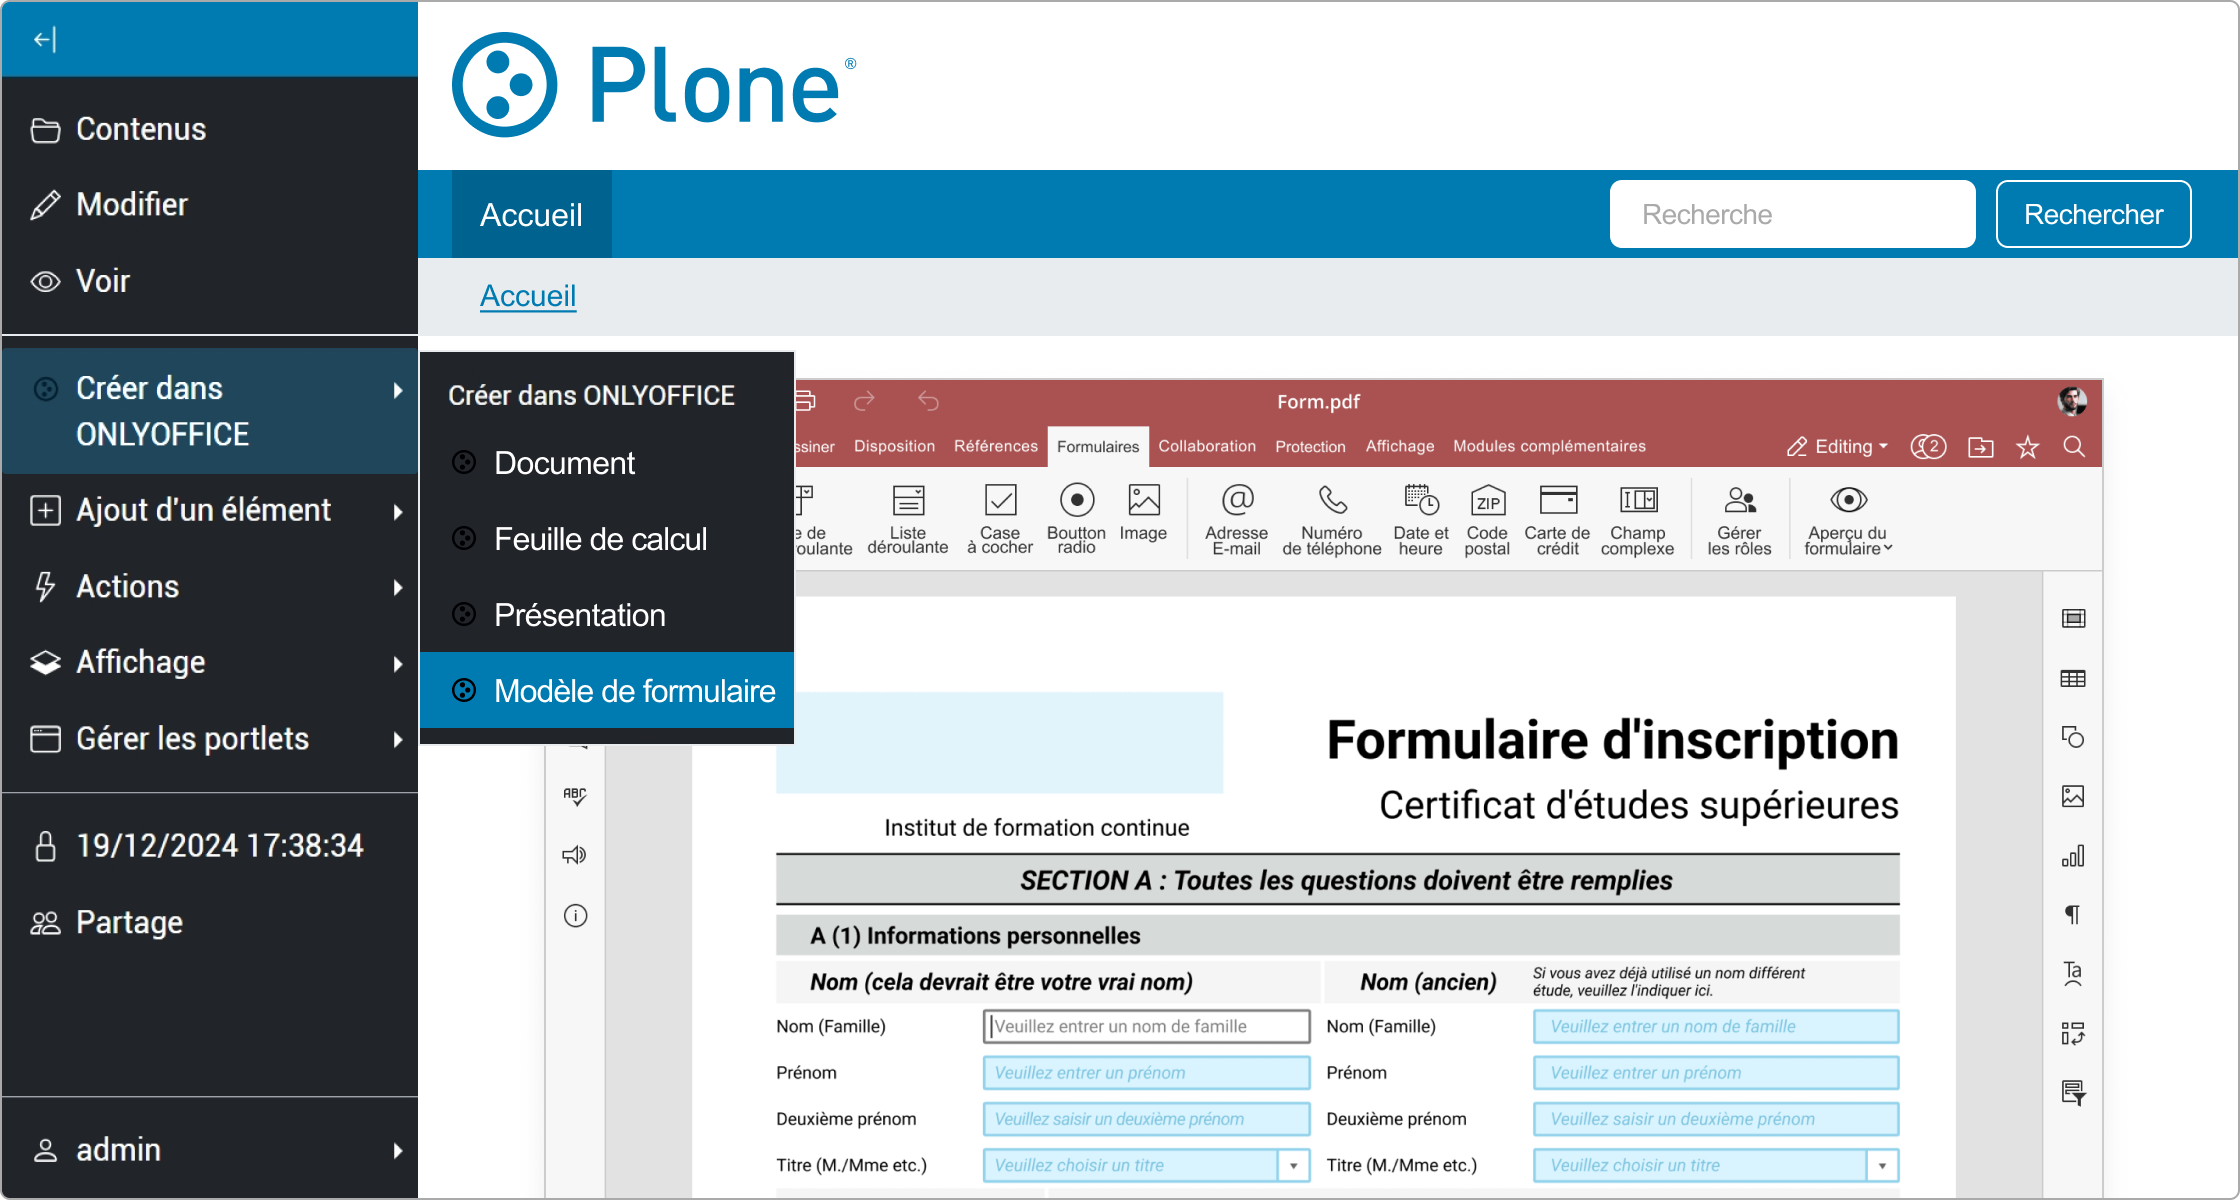 Contenus
Modifier
Voir
Créer dans
ONLYOFFICE
Ajout d'un élément
Actions
Affichage
Gérer les portlets
19/12/2024 17:38:34
Partage
admin
Plone®
Accueil
Recherche
Rechercher
Accueil
Créer dans ONLYOFFICE
Document
Feuille de calcul
Présentation
Modèle de formulaire
Form.pdf
ssiner Disposition Références Formulaires Collaboration Protection Affichage Modules complémentaires Editing 2
e de
oulante
Liste
déroulante
Case
à cocher
Boutton
radio
Image
Adresse
E-mail
Numéro
de téléphone
Date et
heure
ZIP
Code
postal
Carte de
crédit
Champ
complexe
Gérer
les rôles
Aperçu du
formulaire
ABC
Formulaire d'inscription
Certificat d'études supérieures
Institut de formation continue
SECTION A : Toutes les questions doivent être remplies
A (1) Informations personnelles
Nom (cela devrait être votre vrai nom)
Nom (ancien)
Si vous avez déjà utilisé un nom différent
étude, veuillez l'indiquer ici.
Nom (Famille) Veuillez entrer un nom de famille Nom (Famille) Veuillez entrer un nom de famille
Prénom Veuillez entrer un prénom Prénom Veuillez entrer un prénom
Deuxième prénom Veuillez saisir un deuxième prénom Deuxième prénom Veuillez saisir un deuxième prénom
Titre (M./Mme etc.) Veuillez choisir un titre Titre (M./Mme etc.) Veuillez choisir un titre
Ta